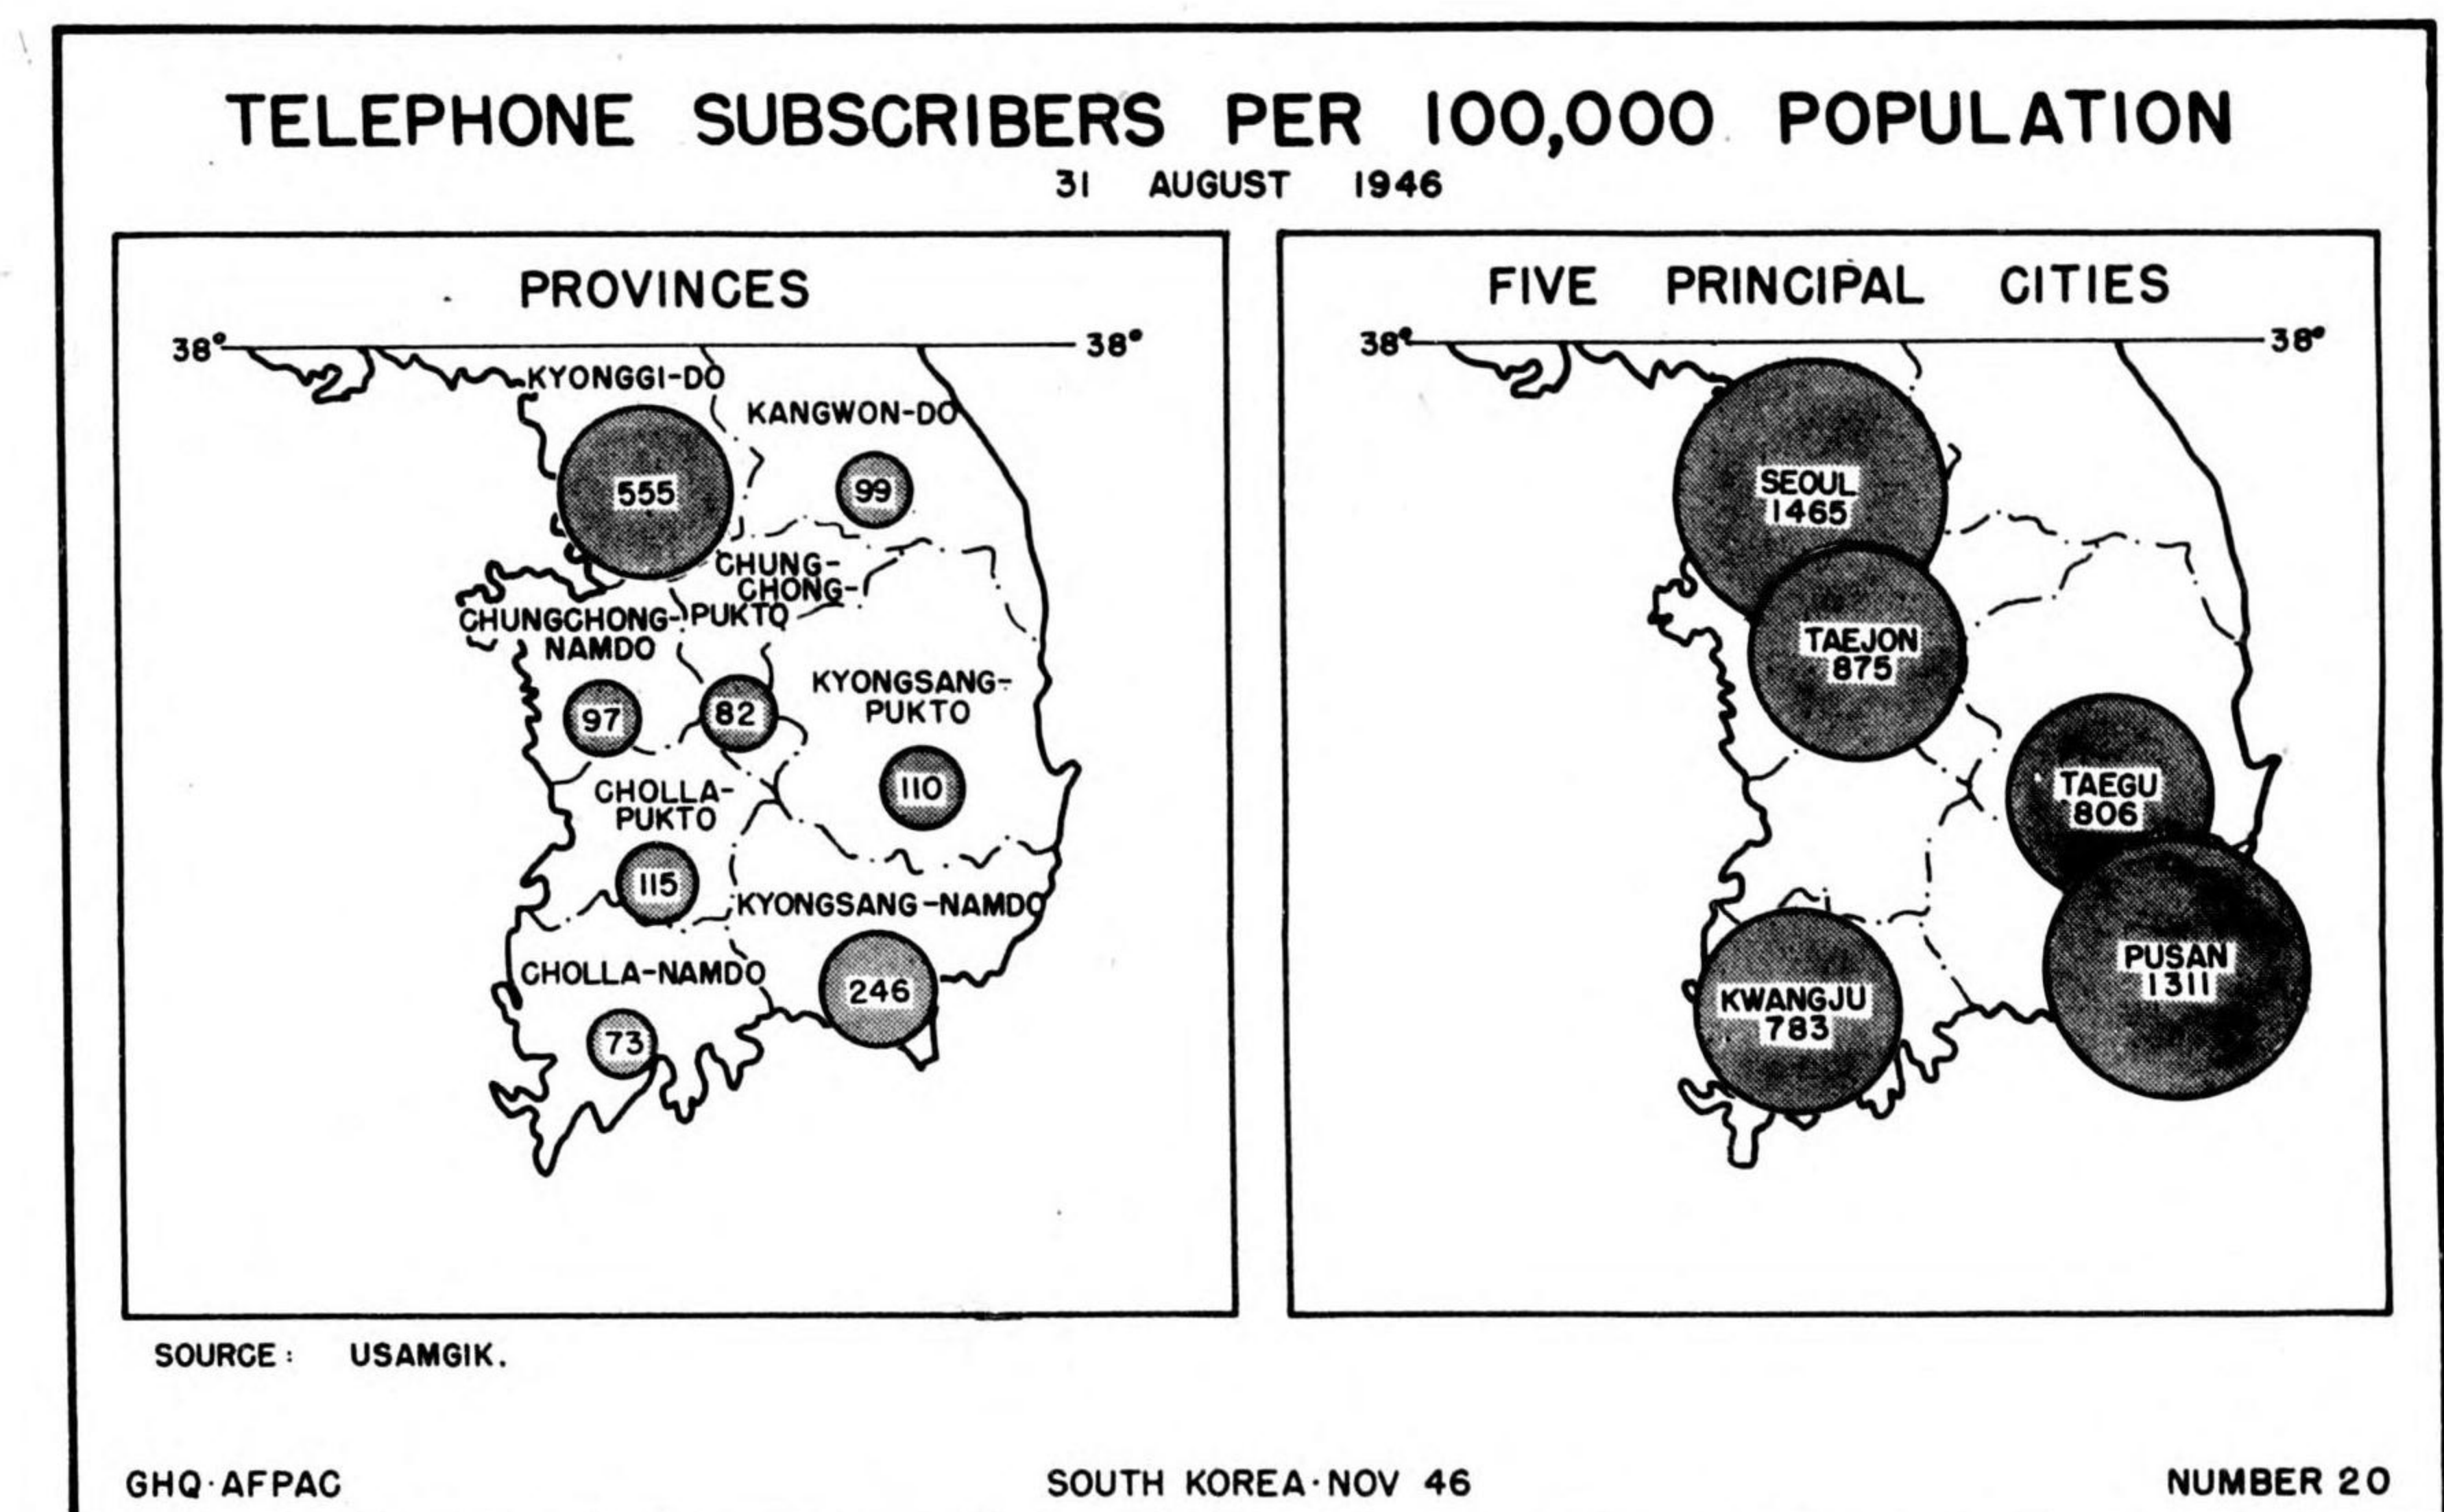 TELEPHONE SUBSCRIBERS PER 100,000 POPULATION
31 AUGUST 1946
PROVINCES
38° 38°
KYONGGI-DO
KANGWON-DO
555
99
CHUNG-
CHONG-
PUKTO
CHUNGCHONG-
NAMDO
KYONGSANG-
PUKTO
97
82
110
CHOLLA-
PUKTO
115
KYONGSANG-NAMDO
CHOLLA-NAMDO
246
73
FIVE PRINCIPAL CITIES
38° 38°
SEOUL
1465
TAEJON
875
TAEGU
806
PUSAN
1311
KWANGJU
783
SOURCE: USAMGIK.
GHQ·AFPAC SOUTH KOREA·NOV 46 NUMBER 20